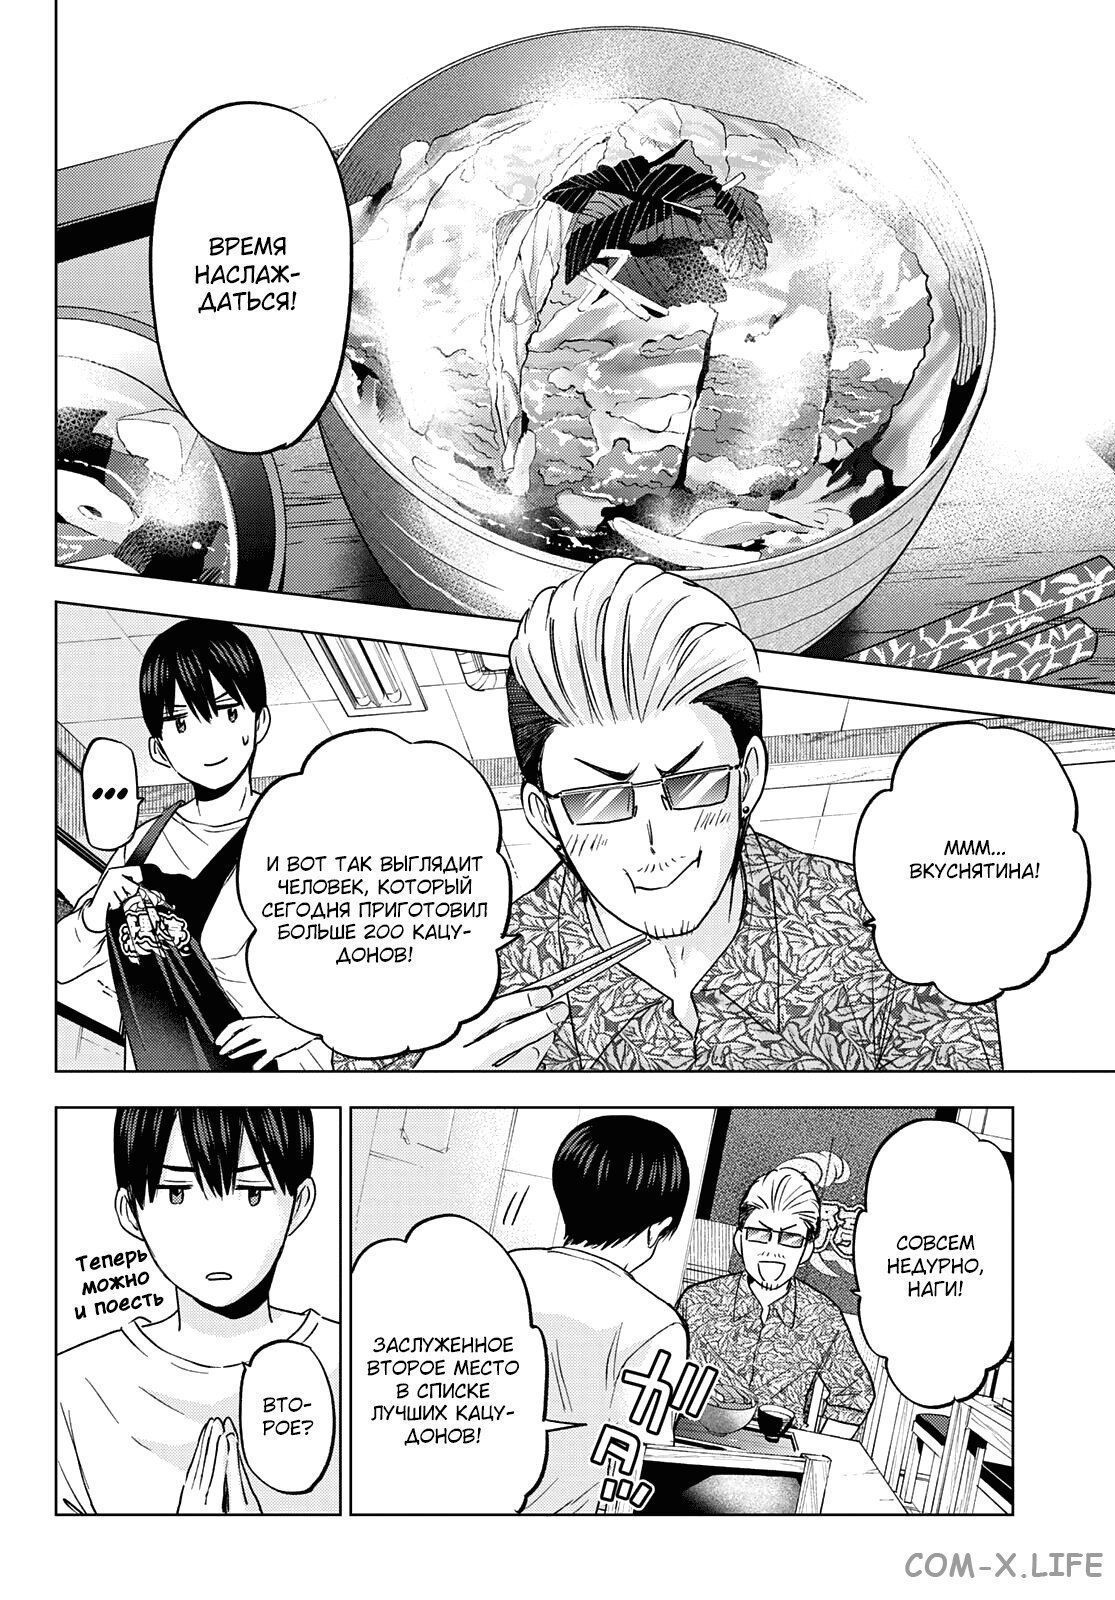 ВРЕМЯ
НАСЛАЖ-
ДАТЬСЯ!
МММ...
ВКУСНЯТИНА!
И ВОТ ТАК ВЫГЛЯДИТ
ЧЕЛОВЕК, КОТОРЫЙ
СЕГОДНЯ ПРИГОТОВИЛ
БОЛЬШЕ 200 КАЦУ-
ДОНОВ!
...
СОВСЕМ
НЕДУРНО,
НАГИ!
ЗАСЛУЖЕННОЕ
ВТОРОЕ МЕСТО
В СПИСКЕ
ЛУЧШИХ КАЦУ-
ДОНОВ!
Теперь
можно
и поесть
ВТО-
РОЕ?
COM-X.LIFE